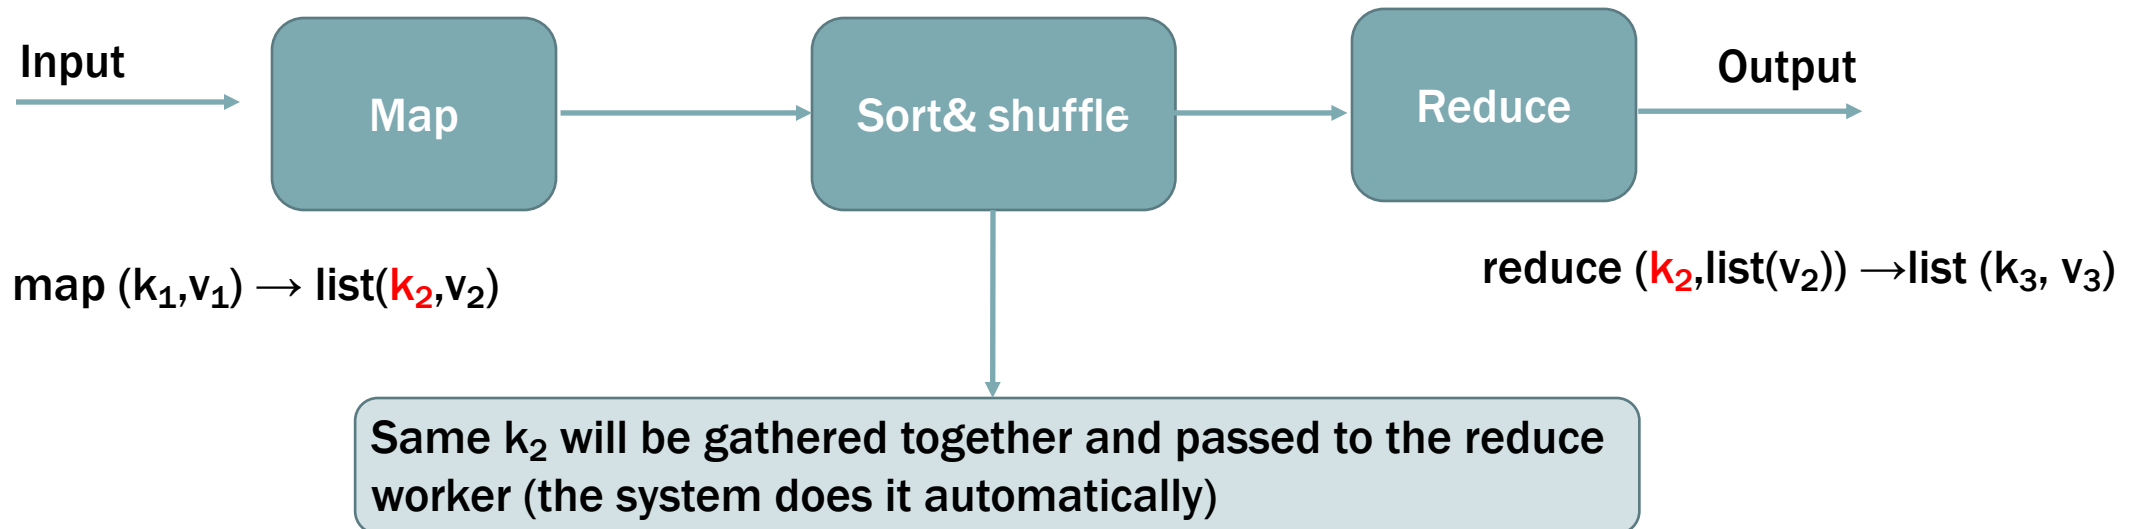 Input
Map
Sort& shuffle
Reduce
Output
map (k₁,v₁) → list(k₂,v₂)
reduce (k₂,list(v₂)) →list (k₃, v₃)
Same k₂ will be gathered together and passed to the reduce
worker (the system does it automatically)